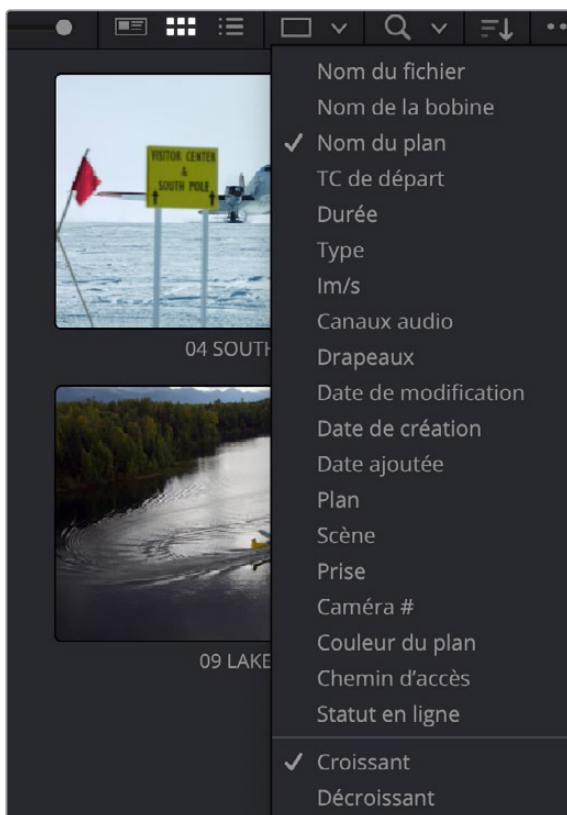 VISITOR CENTER
&
SOUTH POLE
04 SOUTH
09 LAKE
Nom du fichier
Nom de la bobine
Nom du plan
TC de départ
Durée
Type
Im/s
Canaux audio
Drapeaux
Date de modification
Date de création
Date ajoutée
Plan
Scène
Prise
Caméra #
Couleur du plan
Chemin d’accès
Statut en ligne
Croissant
Décroissant